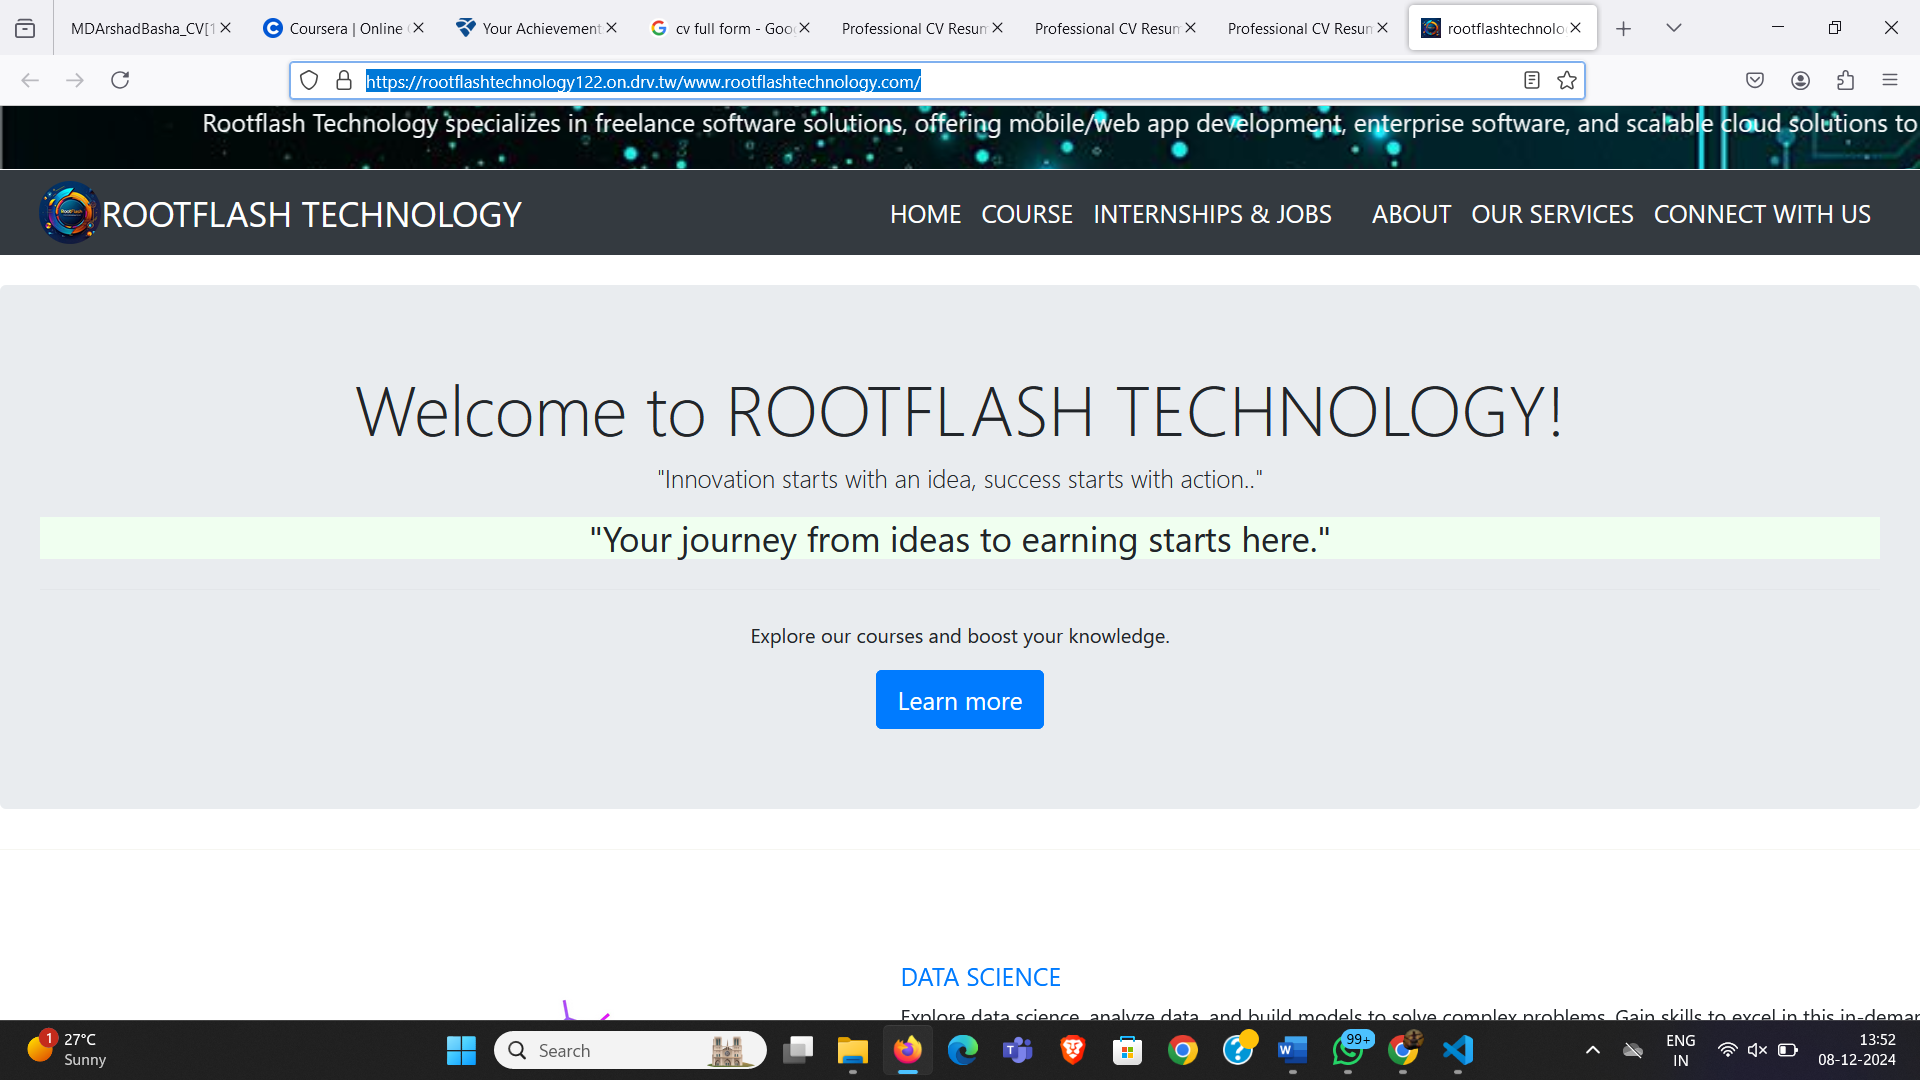 MDArshadBasha_CV[1
Coursera | Online
Your Achievement
cv full form - Goo
Professional CV Resum
Professional CV Resum
Professional CV Resum
rootflashtechnolo
https://rootflashtechnology122.on.drv.tw/www.rootflashtechnology.com/
Rootflash Technology specializes in freelance software solutions, offering mobile/web app development, enterprise software, and scalable cloud solutions to
ROOTFLASH TECHNOLOGY
HOME COURSE INTERNSHIPS & JOBS ABOUT OUR SERVICES CONNECT WITH US
Welcome to ROOTFLASH TECHNOLOGY!
"Innovation starts with an idea, success starts with action.."
"Your journey from ideas to earning starts here."
Explore our courses and boost your knowledge.
Learn more
DATA SCIENCE
Explore data science, analyze data, and build models to solve complex problems. Gain skills to excel in this in-deman
1
27°C
Sunny
Search
99+
ENG
IN
13:52
08-12-2024